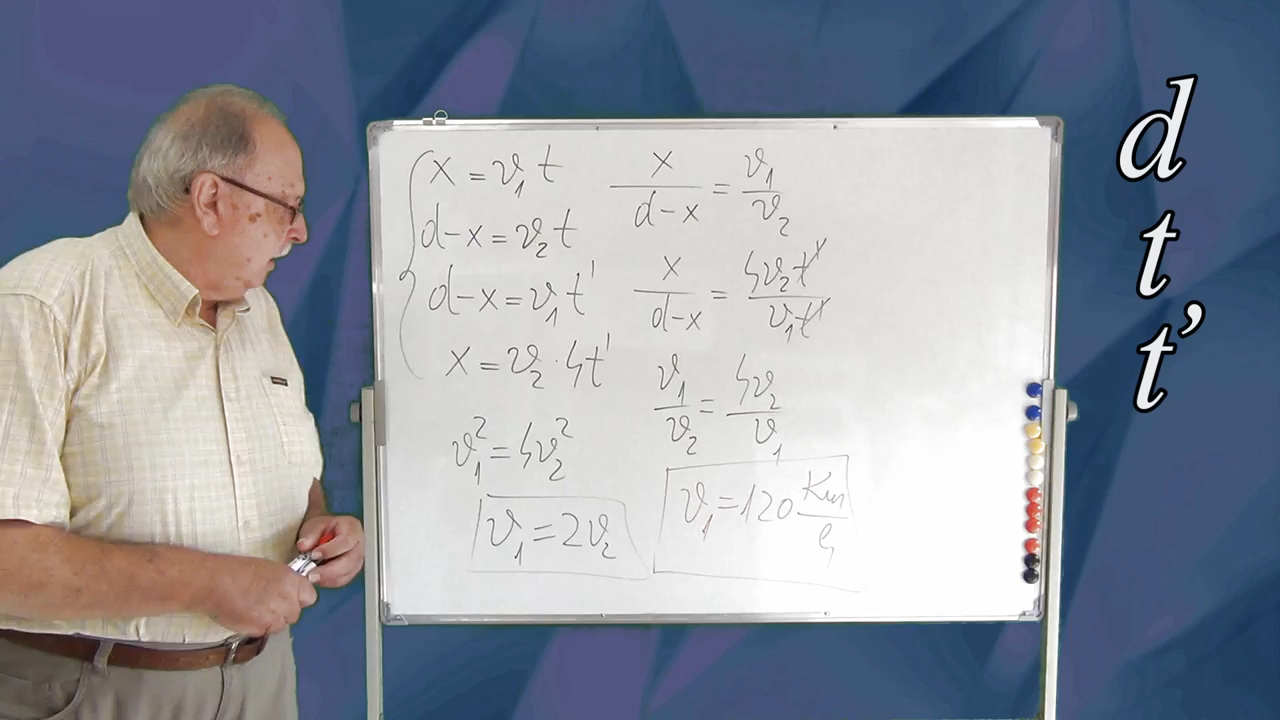 x = v₁t
d-x = v₂t
d-x = v₁t'
x = v₂·4t'
v₁² = 4v₂²
v₁ = 2v₂
x/(d-x) = v₁/v₂
x/(d-x) = 4v₂t'/v₁t'
v₁/v₂ = 4v₂/v₁
v₁ = 120 км/ч
d
t
t’